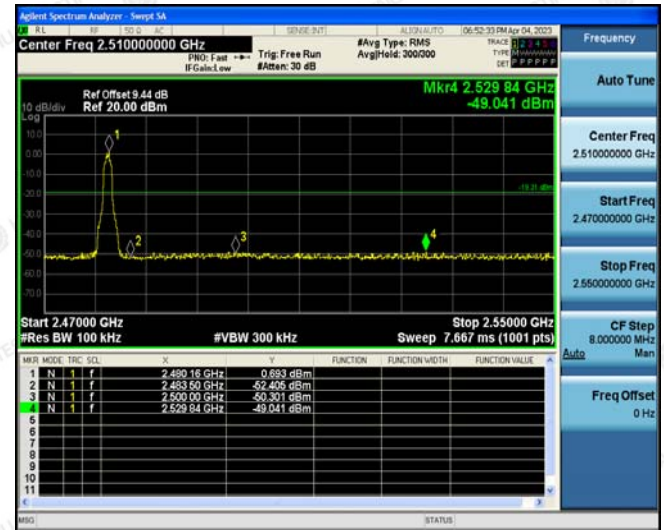 Agilent Spectrum Analyzer - Swept SA
RL RF 50 Ω AC SENSE:INT ALIGNAUTO 06:52:33 PM Apr 04, 2023
Center Freq 2.510000000 GHz
PNO: Fast
IFGain:Low
Trig: Free Run
#Atten: 30 dB
#Avg Type: RMS
Avg|Hold: 300/300
TRACE 1 2 3 4 5 6
TYPE
DET P P P P P P
Mkr4 2.529 84 GHz
-49.041 dBm
Ref Offset 9.44 dB
Ref 20.00 dBm
10 dB/div
Log
10.0
0.00
-10.0
-20.0
-30.0
-40.0
-50.0
-60.0
-70.0
1
2
3
4
-19.31 dBm
Start 2.47000 GHz
#Res BW 100 kHz
#VBW 300 kHz
Stop 2.55000 GHz
Sweep 7.667 ms (1001 pts)
MKR MODE TRC SCL X Y FUNCTION FUNCTION WIDTH FUNCTION VALUE
1 N 1 f 2.480 16 GHz 0.693 dBm
2 N 1 f 2.483 50 GHz -52.405 dBm
3 N 1 f 2.500 00 GHz -50.301 dBm
4 N 1 f 2.529 84 GHz -49.041 dBm
5
6
7
8
9
10
11
MSG STATUS
Frequency
Auto Tune
Center Freq
2.510000000 GHz
Start Freq
2.470000000 GHz
Stop Freq
2.550000000 GHz
CF Step
8.000000 MHz
Auto Man
Freq Offset
0 Hz